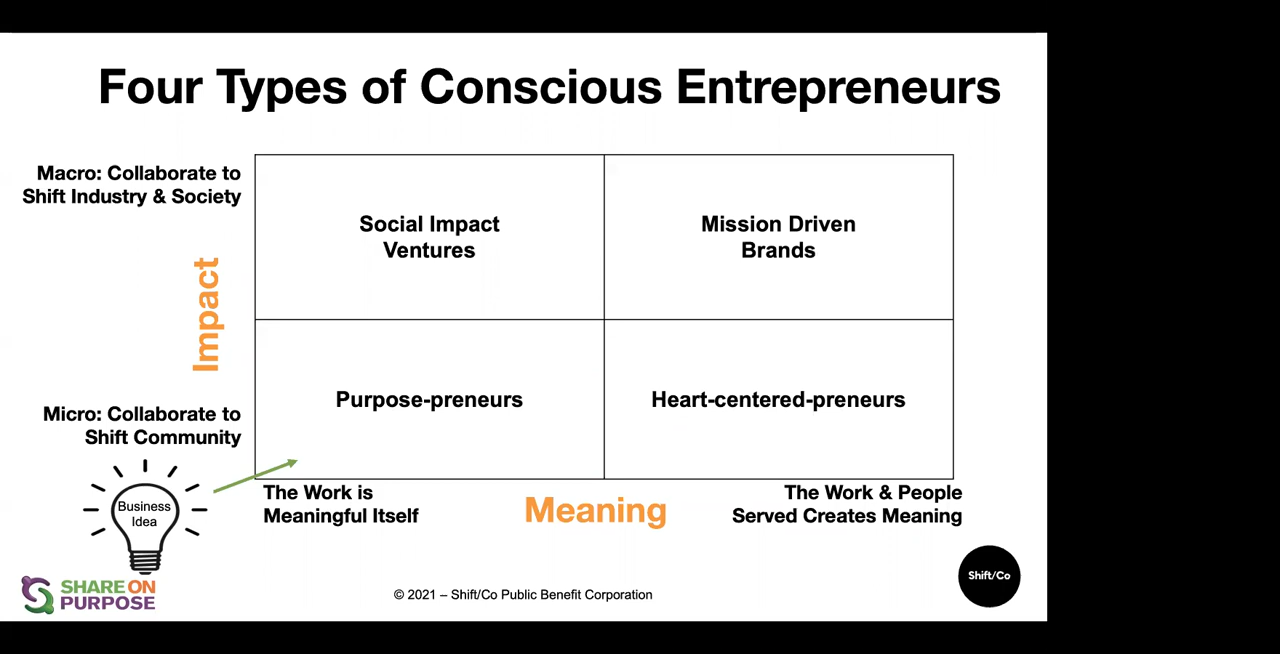 Four Types of Conscious Entrepreneurs
Macro: Collaborate to
Shift Industry & Society
Social Impact
Ventures
Mission Driven
Brands
Impact
Purpose-preneurs
Heart-centered-preneurs
Micro: Collaborate to
Shift Community
Business
Idea
The Work is
Meaningful Itself
Meaning
The Work & People
Served Creates Meaning
SHARE ON
PURPOSE
© 2021 – Shift/Co Public Benefit Corporation
Shift/Co